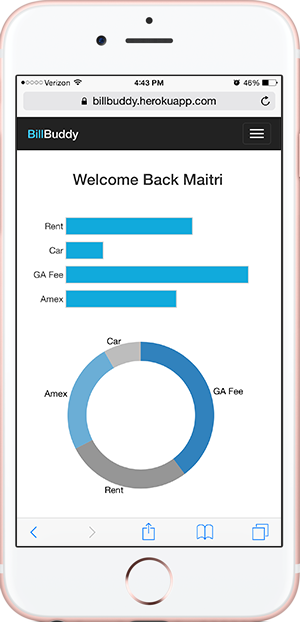 Verizon 4:43 PM 46%
billbuddy.herokuapp.com
BillBuddy
Welcome Back Maitri
Rent
Car
GA Fee
Amex
Car
Amex
GA Fee
Rent